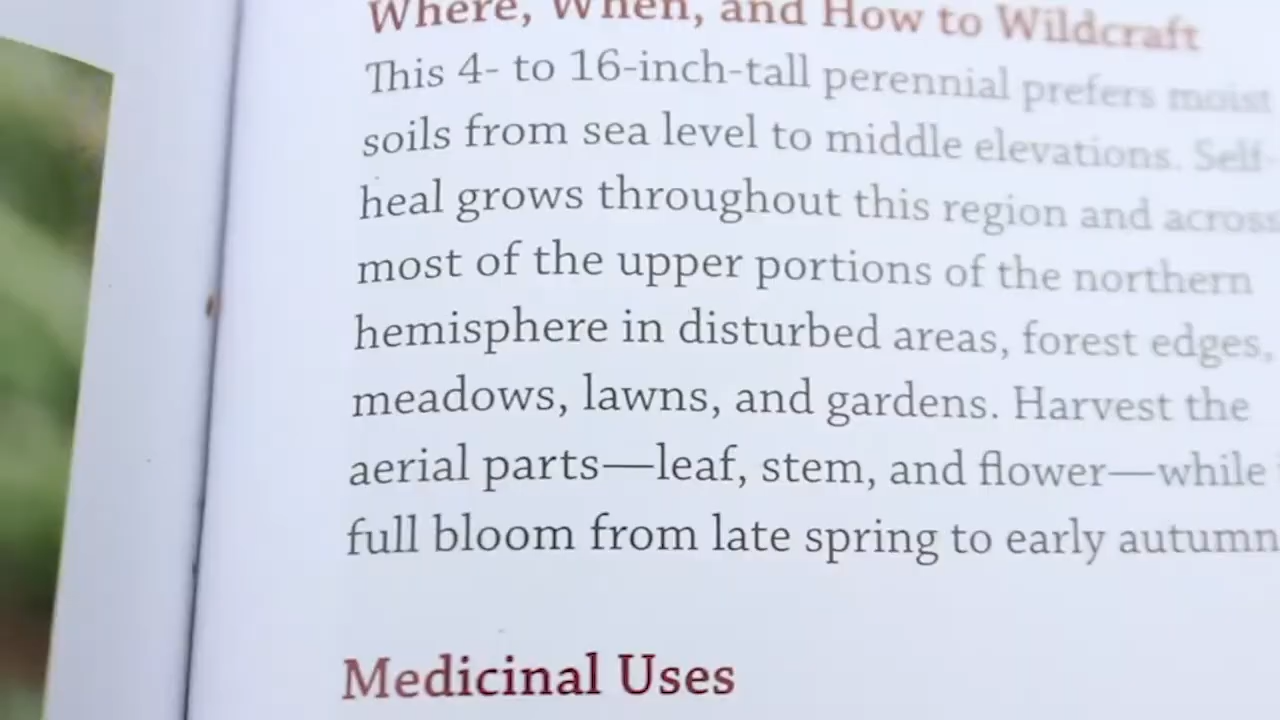 Where, When, and How to Wildcraft
This 4- to 16-inch-tall perennial prefers moist
soils from sea level to middle elevations. Self-
heal grows throughout this region and across
most of the upper portions of the northern
hemisphere in disturbed areas, forest edges,
meadows, lawns, and gardens. Harvest the
aerial parts—leaf, stem, and flower—while
full bloom from late spring to early autumn
Medicinal Uses